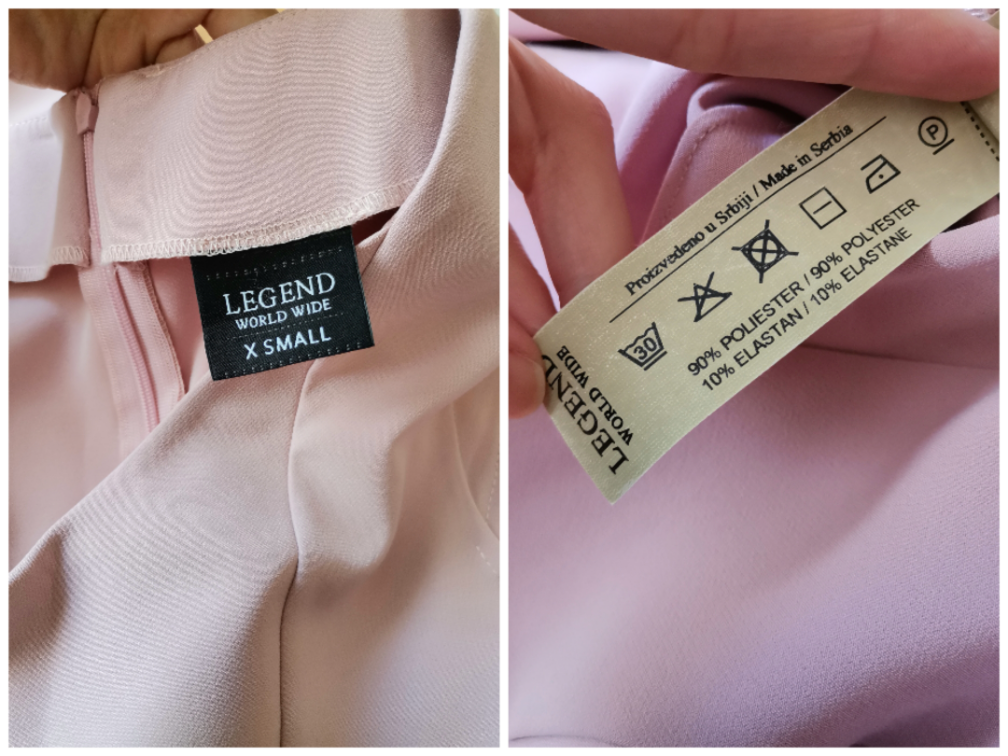 LEGEND
WORLD WIDE
X SMALL
Proizvedeno u Srbiji / Made in Serbia
P
30
90% POLIESTER / 90% POLYESTER
10% ELASTAN / 10% ELASTANE
LEGEND
WORLD WIDE